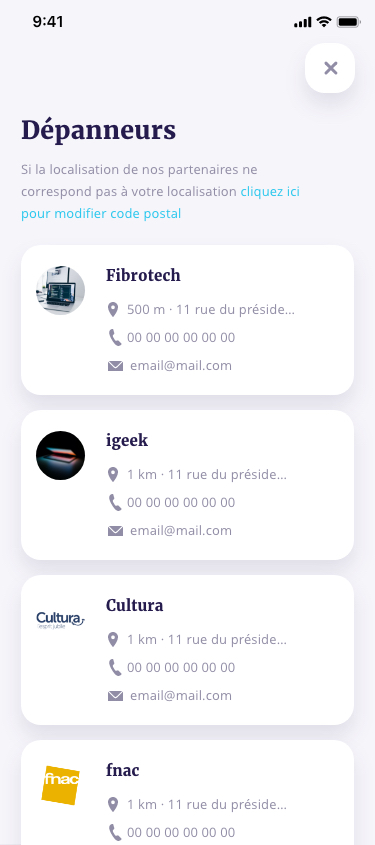 9:41
Dépanneurs
Si la localisation de nos partenaires ne
correspond pas à votre localisation cliquez ici
pour modifier code postal
Fibrotech
500 m · 11 rue du préside...
00 00 00 00 00 00
email@mail.com
igeek
1 km · 11 rue du préside...
00 00 00 00 00 00
email@mail.com
Cultura
Cultura
1 km · 11 rue du préside...
00 00 00 00 00 00
email@mail.com
fnac
fnac
1 km · 11 rue du préside...
00 00 00 00 00 00